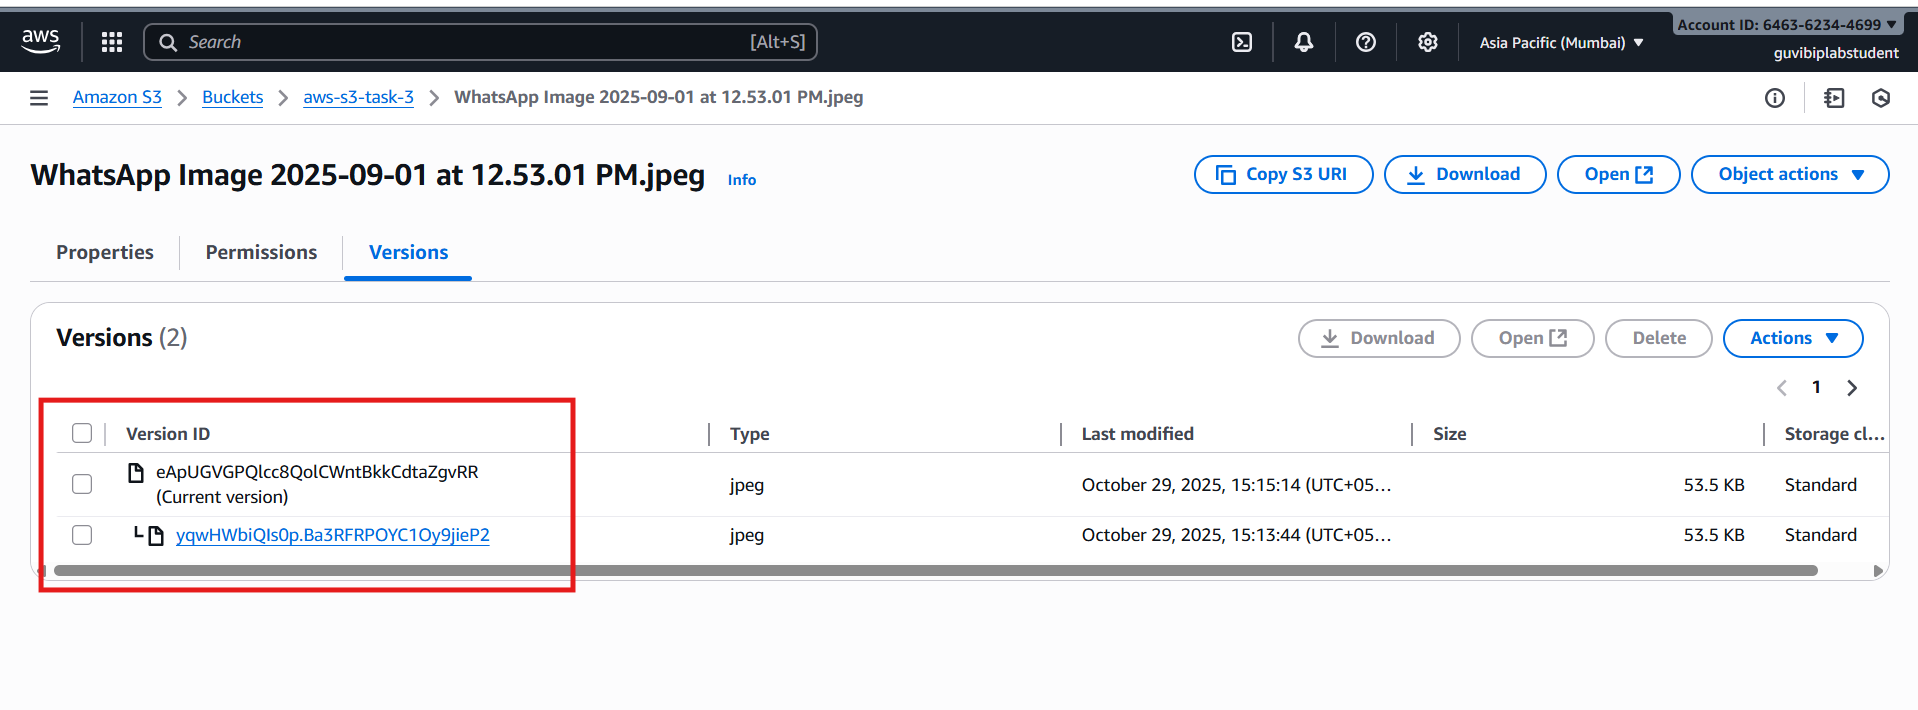 aws
Search [Alt+S]
Asia Pacific (Mumbai)
Account ID: 6463-6234-4699
guvibiplabstudent
Amazon S3 > Buckets > aws-s3-task-3 > WhatsApp Image 2025-09-01 at 12.53.01 PM.jpeg
WhatsApp Image 2025-09-01 at 12.53.01 PM.jpeg Info
Copy S3 URI Download Open Object actions
Properties Permissions Versions
Versions (2)
Download Open Delete Actions
1
Version ID Type Last modified Size Storage cl...
eApUGVGPQlcc8QolCWntBkkCdtaZgvRR
(Current version)
jpeg October 29, 2025, 15:15:14 (UTC+05... 53.5 KB Standard
yqwHWbiQIs0p.Ba3RFRPOYC1Oy9jieP2 jpeg October 29, 2025, 15:13:44 (UTC+05... 53.5 KB Standard